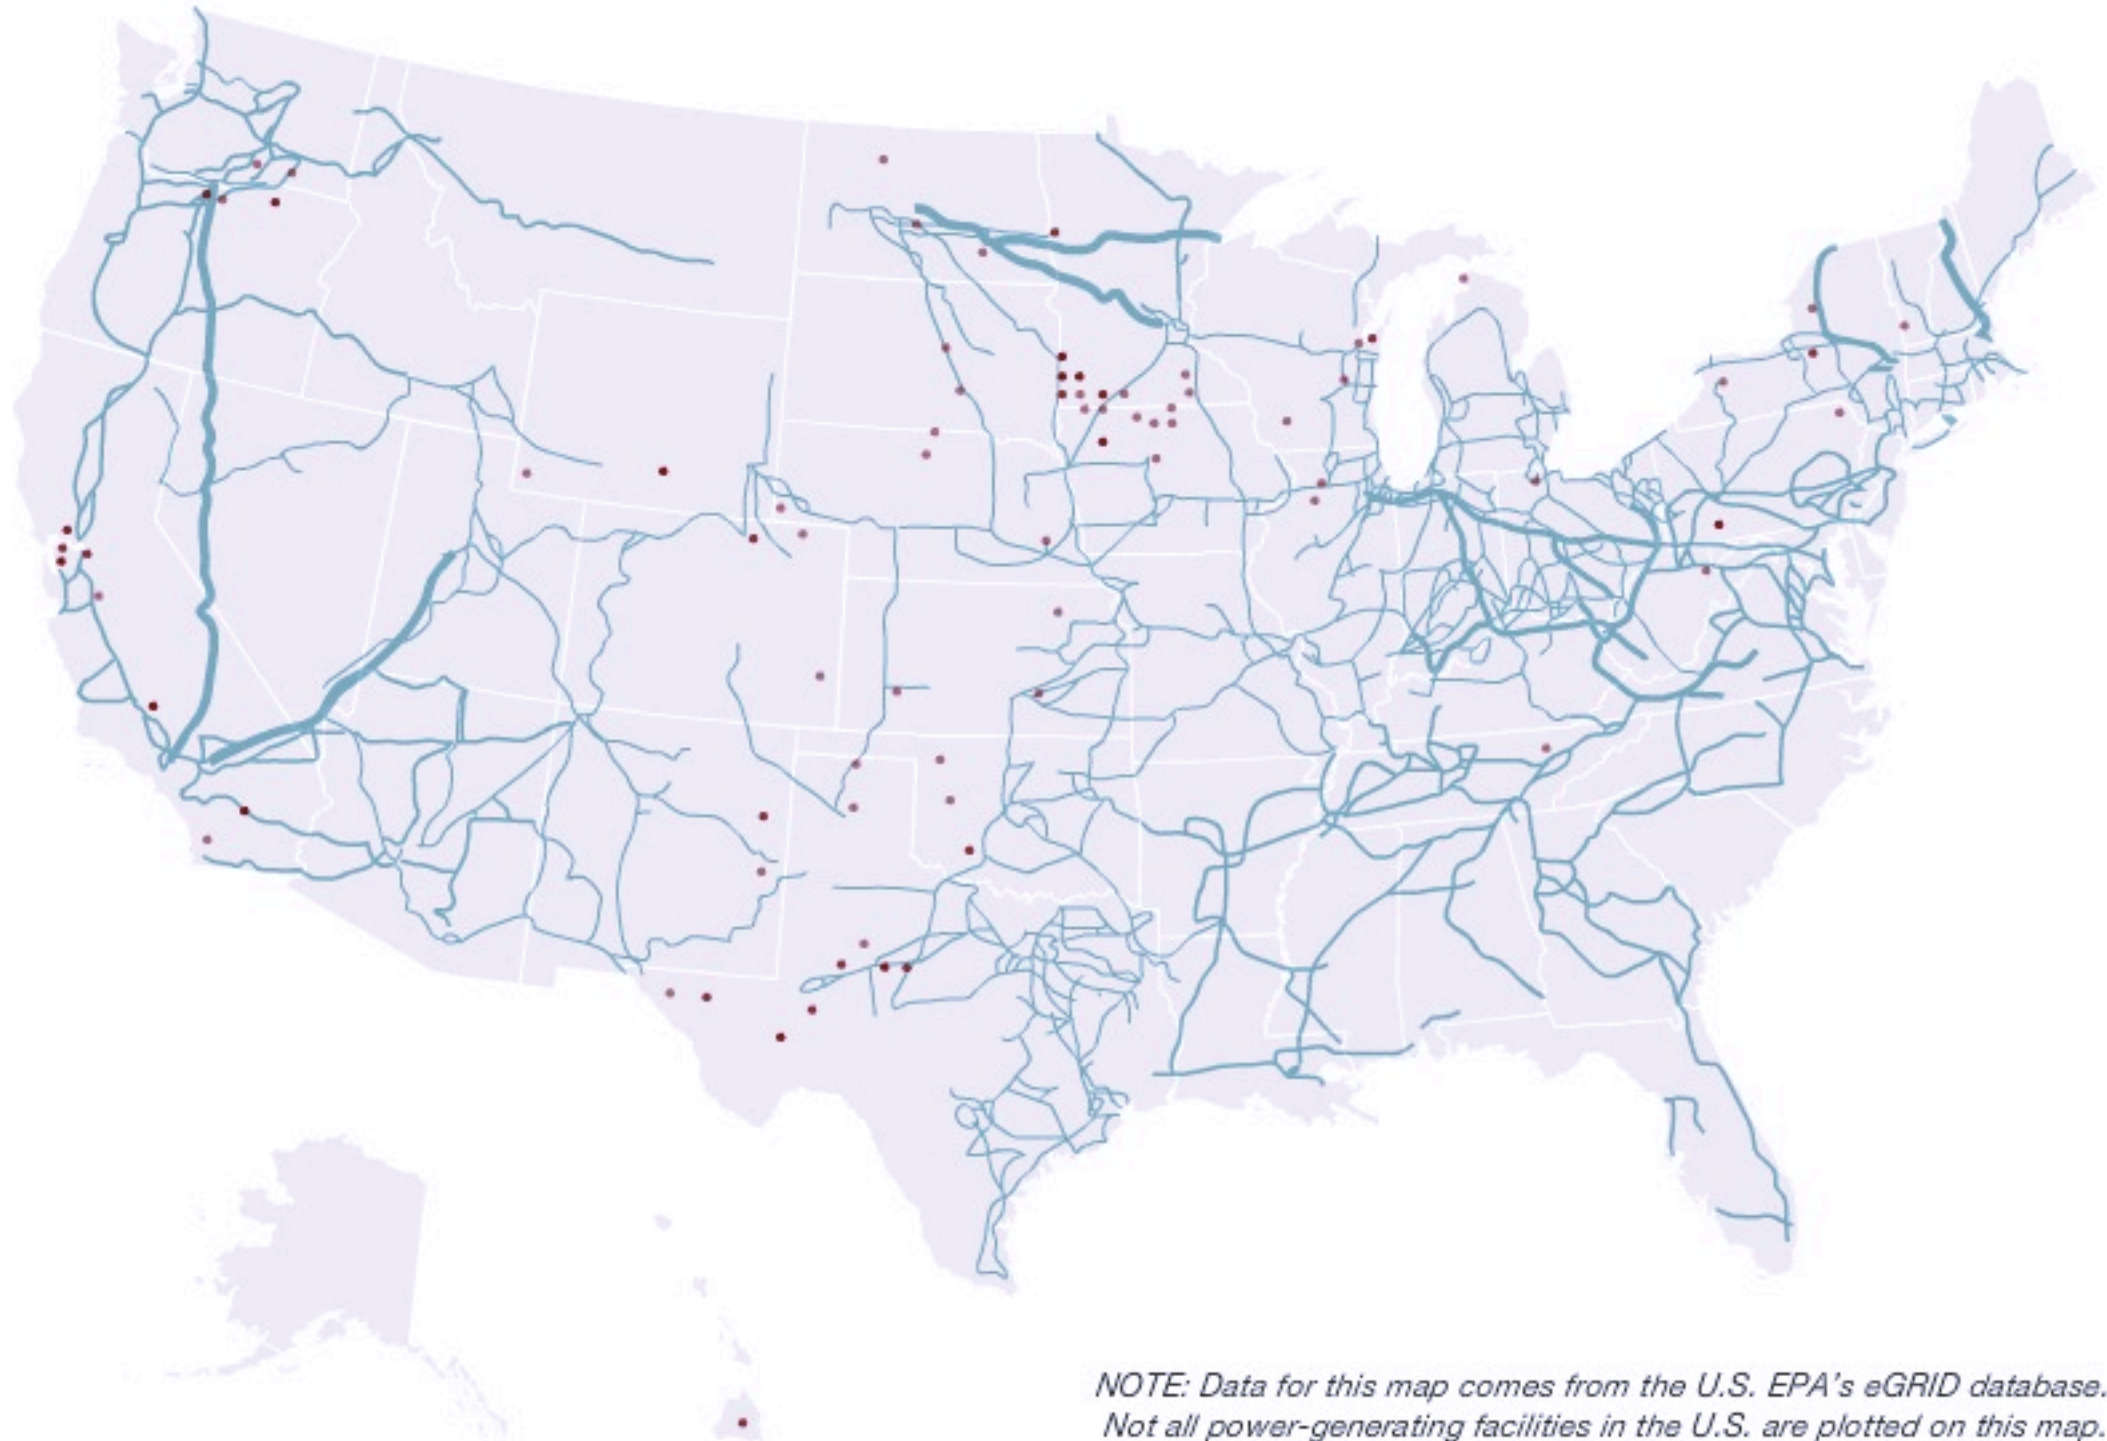 NOTE: Data for this map comes from the U.S. EPA's eGRID database.
Not all power-generating facilities in the U.S. are plotted on this map.